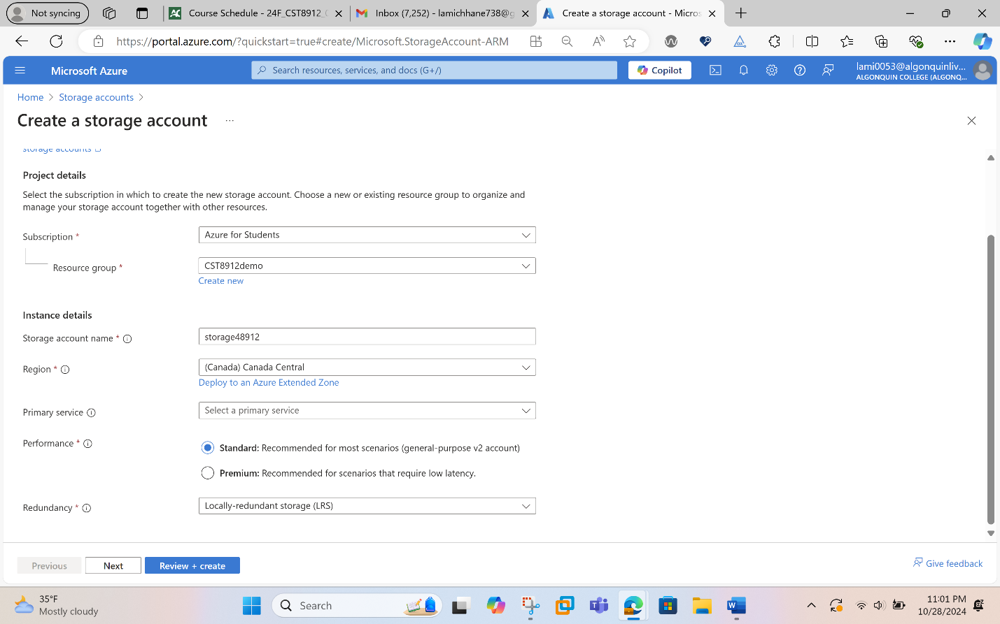 Not syncing
Course Schedule - 24F_CST8912_
Inbox (7,252) - lamichhane738@g
Create a storage account - Micros
https://portal.azure.com/?quickstart=true#create/Microsoft.StorageAccount-ARM
Microsoft Azure
Search resources, services, and docs (G+/)
Copilot
lami0053@algonquinliv...
ALGONQUIN COLLEGE (ALGONQ...
Home > Storage accounts >
Create a storage account ...
storage accounts
Project details
Select the subscription in which to create the new storage account. Choose a new or existing resource group to organize and
manage your storage account together with other resources.
Subscription *
Azure for Students
Resource group *
CST8912demo
Create new
Instance details
Storage account name *
storage48912
Region *
(Canada) Canada Central
Deploy to an Azure Extended Zone
Primary service
Select a primary service
Performance *
Standard: Recommended for most scenarios (general-purpose v2 account)
Premium: Recommended for scenarios that require low latency.
Redundancy *
Locally-redundant storage (LRS)
Previous
Next
Review + create
Give feedback
35°F
Mostly cloudy
Search
11:01 PM
10/28/2024